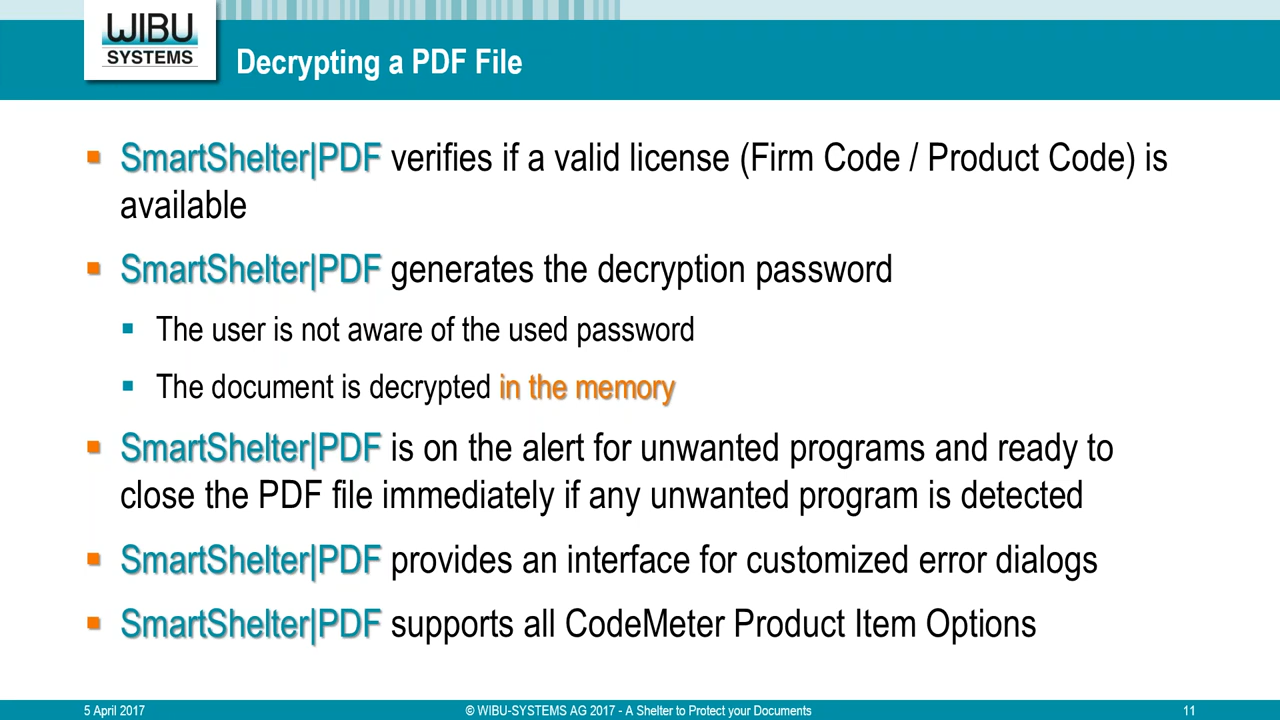 WIBU
SYSTEMS
Decrypting a PDF File
SmartShelter|PDF verifies if a valid license (Firm Code / Product Code) is
available
SmartShelter|PDF generates the decryption password
The user is not aware of the used password
The document is decrypted in the memory
SmartShelter|PDF is on the alert for unwanted programs and ready to
close the PDF file immediately if any unwanted program is detected
SmartShelter|PDF provides an interface for customized error dialogs
SmartShelter|PDF supports all CodeMeter Product Item Options
5 April 2017
© WIBU-SYSTEMS AG 2017 - A Shelter to Protect your Documents
11